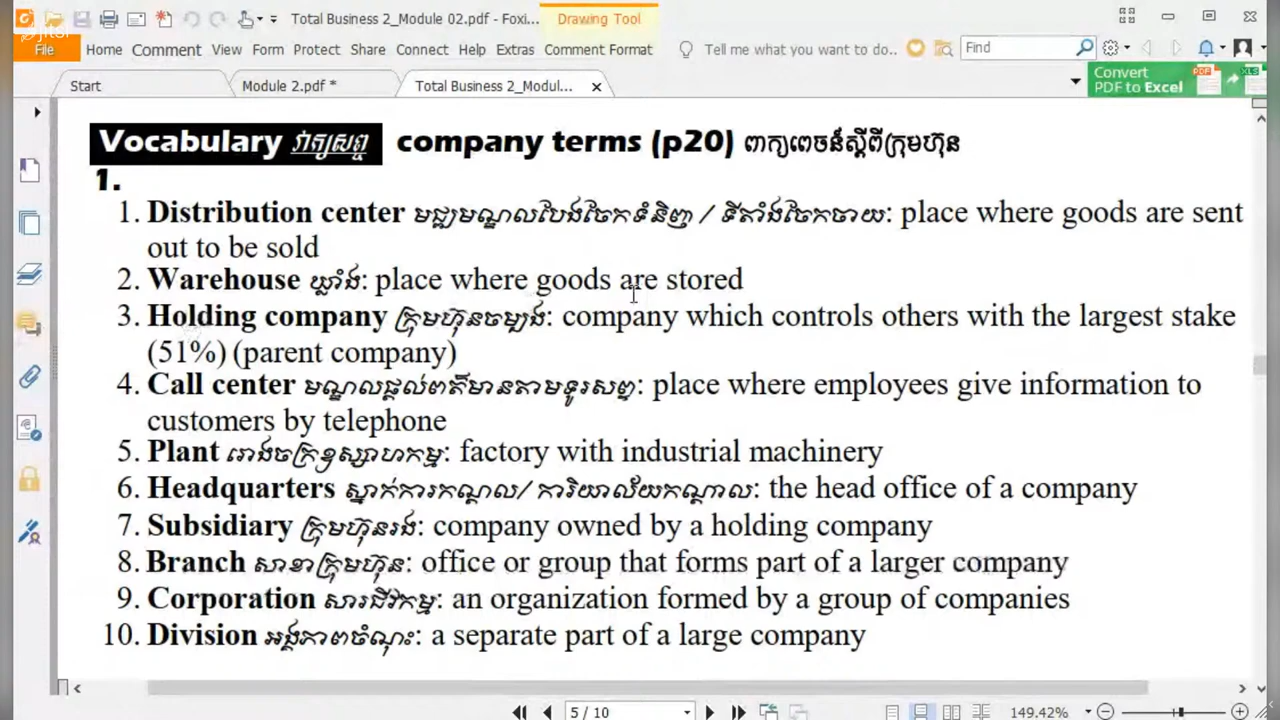 Total Business 2_Module 02.pdf - Foxi...
Drawing Tool
File
Home Comment View Form Protect Share Connect Help Extras Comment Format
Tell me what you want to do..
Find
Start
Module 2.pdf *
Total Business 2_Modul...
Convert
PDF to Excel
Vocabulary វាក្យសព្ទ company terms (p20) ពាក្យពេចន៍ស្តីពីក្រុមហ៊ុន
1.
1. Distribution center មជ្ឈមណ្ឌលបែងចែកទំនិញ / ទីតាំងចែកចាយ: place where goods are sent
out to be sold
2. Warehouse ឃ្លាំង: place where goods are stored
3. Holding company ក្រុមហ៊ុនចម្បង: company which controls others with the largest stake
(51%) (parent company)
4. Call center មណ្ឌលផ្តល់ពត៌មានតាមទូរសព្ទ: place where employees give information to
customers by telephone
5. Plant រោងចក្រឧស្សាហកម្ម: factory with industrial machinery
6. Headquarters ស្នាក់ការកណ្តល/ ការិយាល័យកណ្តាល: the head office of a company
7. Subsidiary ក្រុមហ៊ុនរង: company owned by a holding company
8. Branch សាខាក្រុមហ៊ុន: office or group that forms part of a larger company
9. Corporation សារជីវកម្ម: an organization formed by a group of companies
10. Division អង្គភាពចំណុះ: a separate part of a large company
5 / 10
149.42%